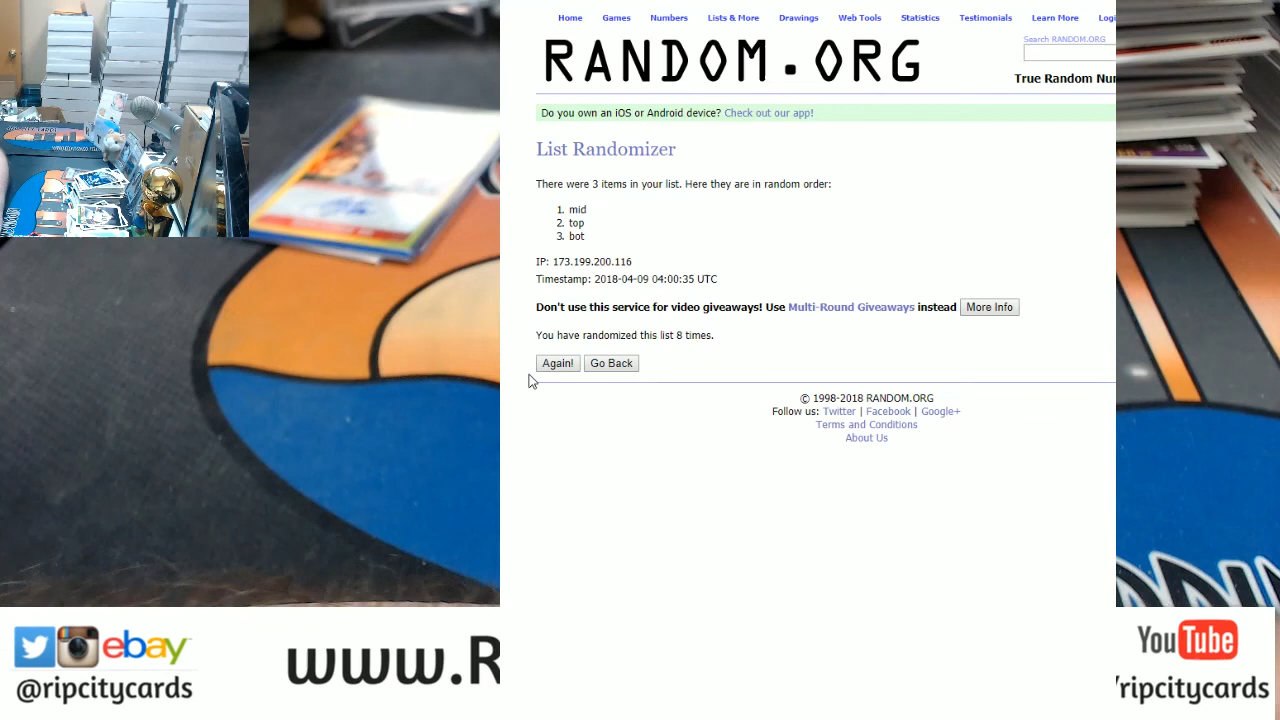 Home Games Numbers Lists & More Drawings Web Tools Statistics Testimonials Learn More Logi
RANDOM.ORG
Search RANDOM.ORG
True Random Num
Do you own an iOS or Android device? Check out our app!
List Randomizer
There were 3 items in your list. Here they are in random order:
1. mid
2. top
3. bot
IP: 173.199.200.116
Timestamp: 2018-04-09 04:00:35 UTC
Don't use this service for video giveaways! Use Multi-Round Giveaways instead More Info
You have randomized this list 8 times.
Again! Go Back
© 1998-2018 RANDOM.ORG
Follow us: Twitter | Facebook | Google+
Terms and Conditions
About Us
ebay
@ripcitycards
www.R
YouTube
/ripcitycards